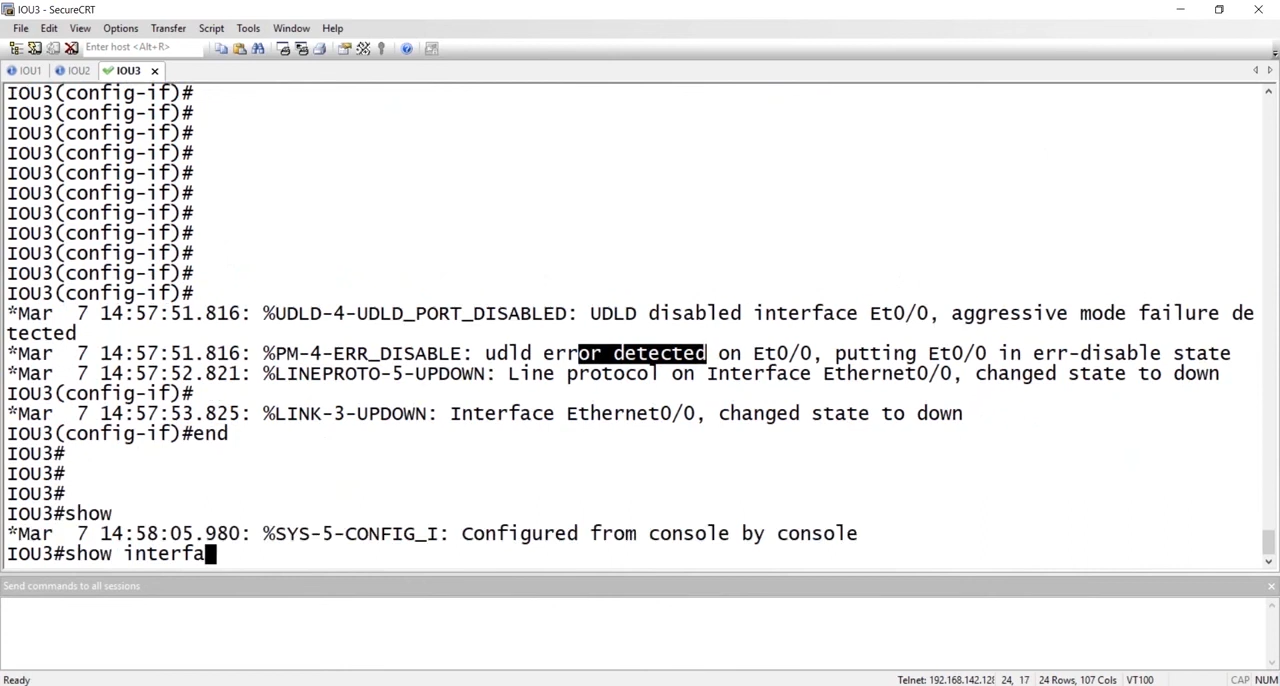 IOU3 - SecureCRT
File Edit View Options Transfer Script Tools Window Help
Enter host <Alt+R>
IOU1 IOU2 IOU3
IOU3(config-if)#
IOU3(config-if)#
IOU3(config-if)#
IOU3(config-if)#
IOU3(config-if)#
IOU3(config-if)#
IOU3(config-if)#
IOU3(config-if)#
IOU3(config-if)#
IOU3(config-if)#
IOU3(config-if)#
*Mar  7 14:57:51.816: %UDLD-4-UDLD_PORT_DISABLED: UDLD disabled interface Et0/0, aggressive mode failure de
tected
*Mar  7 14:57:51.816: %PM-4-ERR_DISABLE: udld error detected on Et0/0, putting Et0/0 in err-disable state
*Mar  7 14:57:52.821: %LINEPROTO-5-UPDOWN: Line protocol on Interface Ethernet0/0, changed state to down
IOU3(config-if)#
*Mar  7 14:57:53.825: %LINK-3-UPDOWN: Interface Ethernet0/0, changed state to down
IOU3(config-if)#end
IOU3#
IOU3#
IOU3#
IOU3#show
*Mar  7 14:58:05.980: %SYS-5-CONFIG_I: Configured from console by console
IOU3#show interfa
Send commands to all sessions
Ready Telnet: 192.168.142.128 24, 17 24 Rows, 107 Cols VT100 CAP NUM